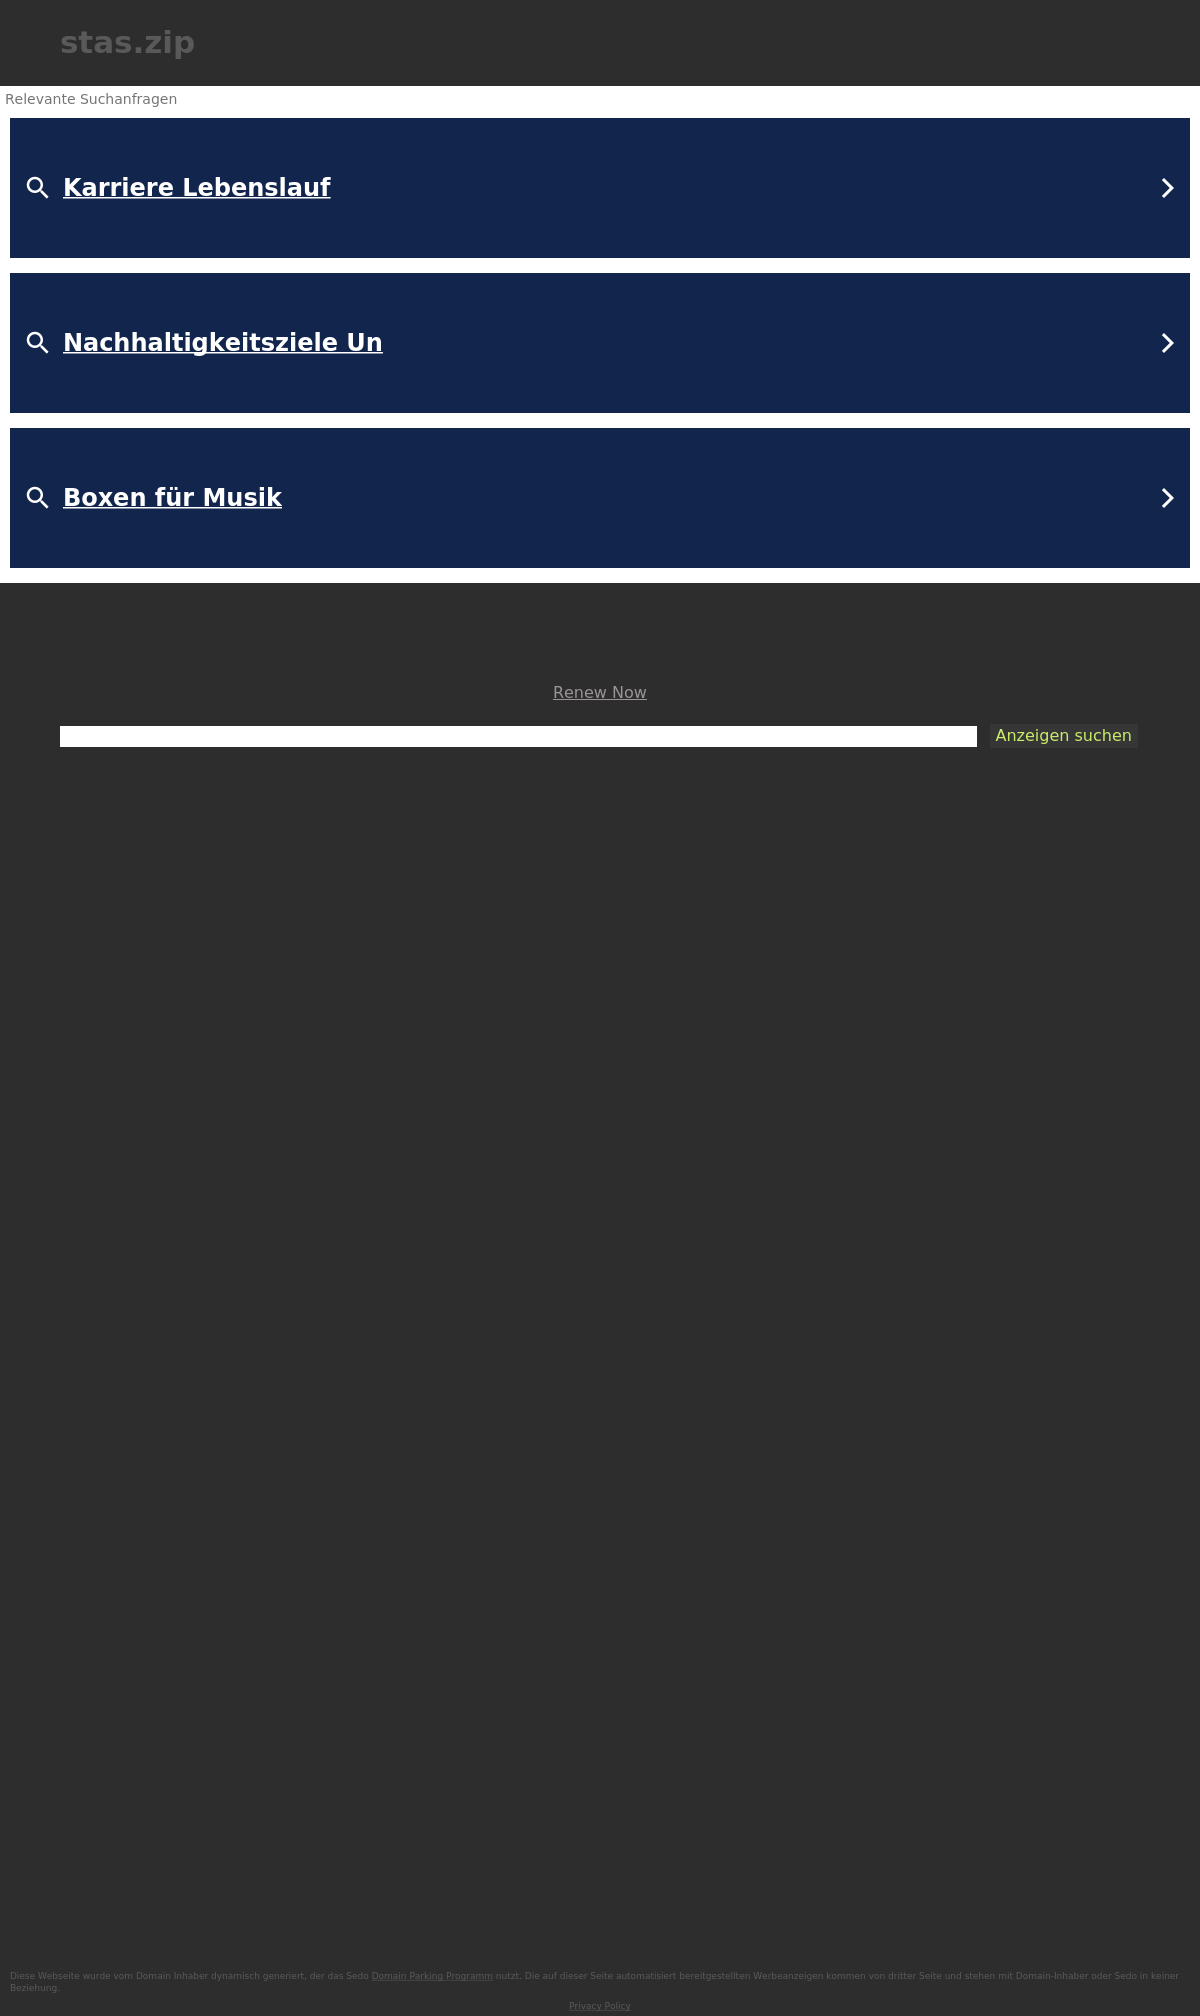 stas.zip
Relevante Suchanfragen
Karriere Lebenslauf
Nachhaltigkeitsziele Un
Boxen für Musik
Renew Now
Anzeigen suchen
Diese Webseite wurde vom Domain Inhaber dynamisch generiert, der das Sedo Domain Parking Programm nutzt. Die auf dieser Seite automatisiert bereitgestellten Werbeanzeigen kommen von dritter Seite und stehen mit Domain-Inhaber oder Sedo in keiner
Beziehung.
Privacy Policy